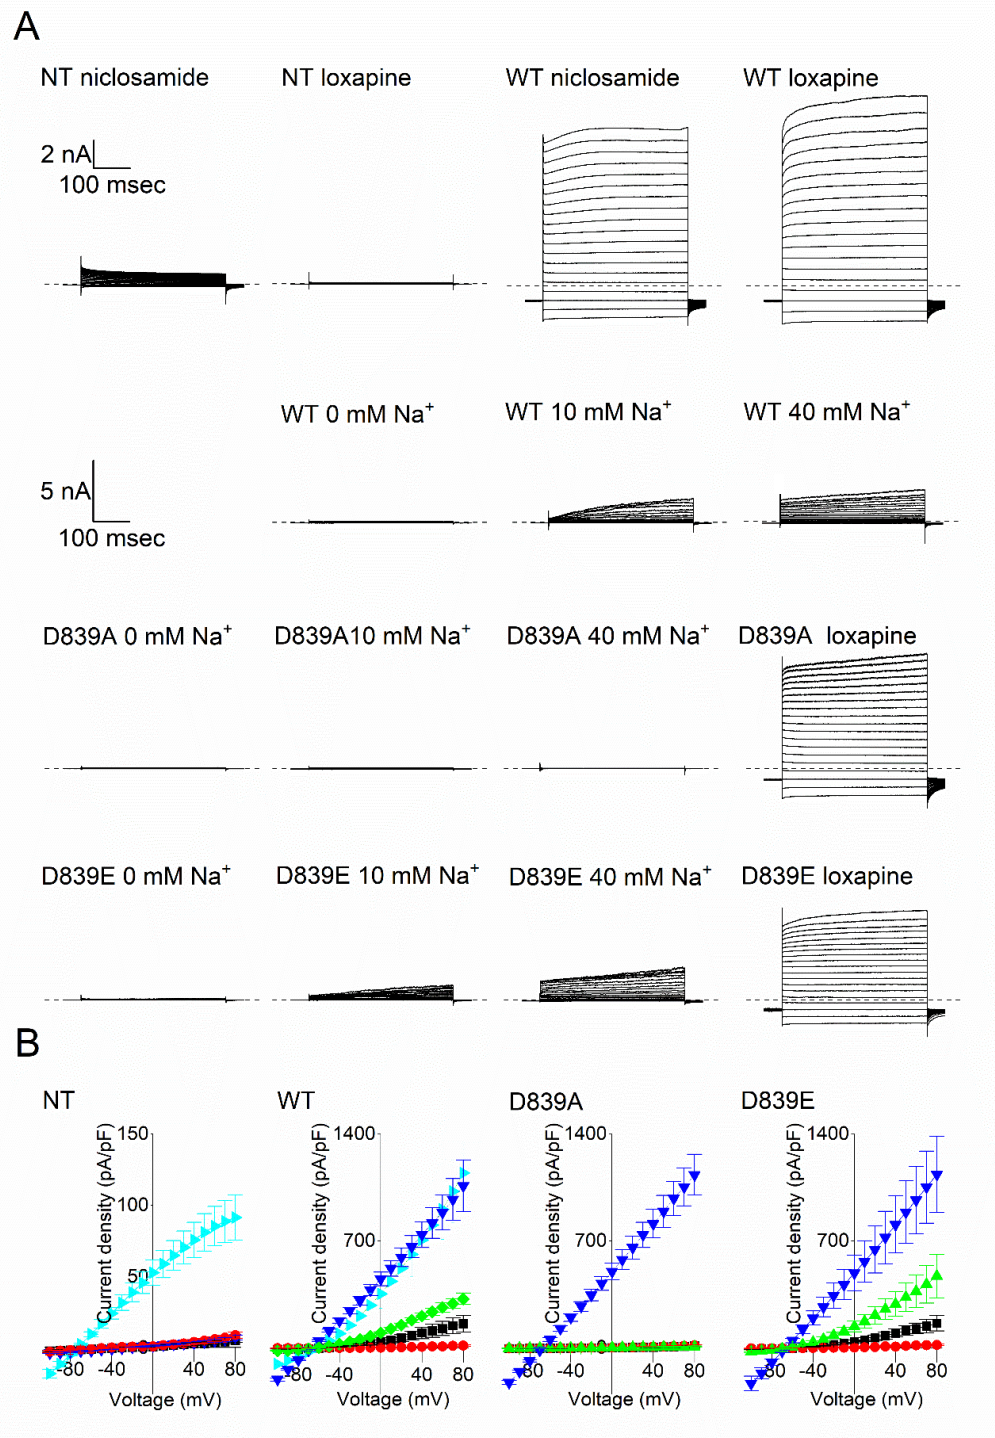 A
NT niclosamide NT loxapine WT niclosamide WT loxapine
2 nA
100 msec
WT 0 mM Na⁺ WT 10 mM Na⁺ WT 40 mM Na⁺
5 nA
100 msec
D839A 0 mM Na⁺ D839A10 mM Na⁺ D839A 40 mM Na⁺ D839A loxapine
D839E 0 mM Na⁺ D839E 10 mM Na⁺ D839E 40 mM Na⁺ D839E loxapine
B
NT WT D839A D839E
Current density (pA/pF) Current density (pA/pF) Current density (pA/pF) Current density (pA/pF)
150 1400 1400 1400
100
700 700 700
50
0 0
-80 -40 40 80 -80 -40 40 80 -80 -40 40 80 -80 -40 40 80
Voltage (mV) Voltage (mV) Voltage (mV) Voltage (mV)